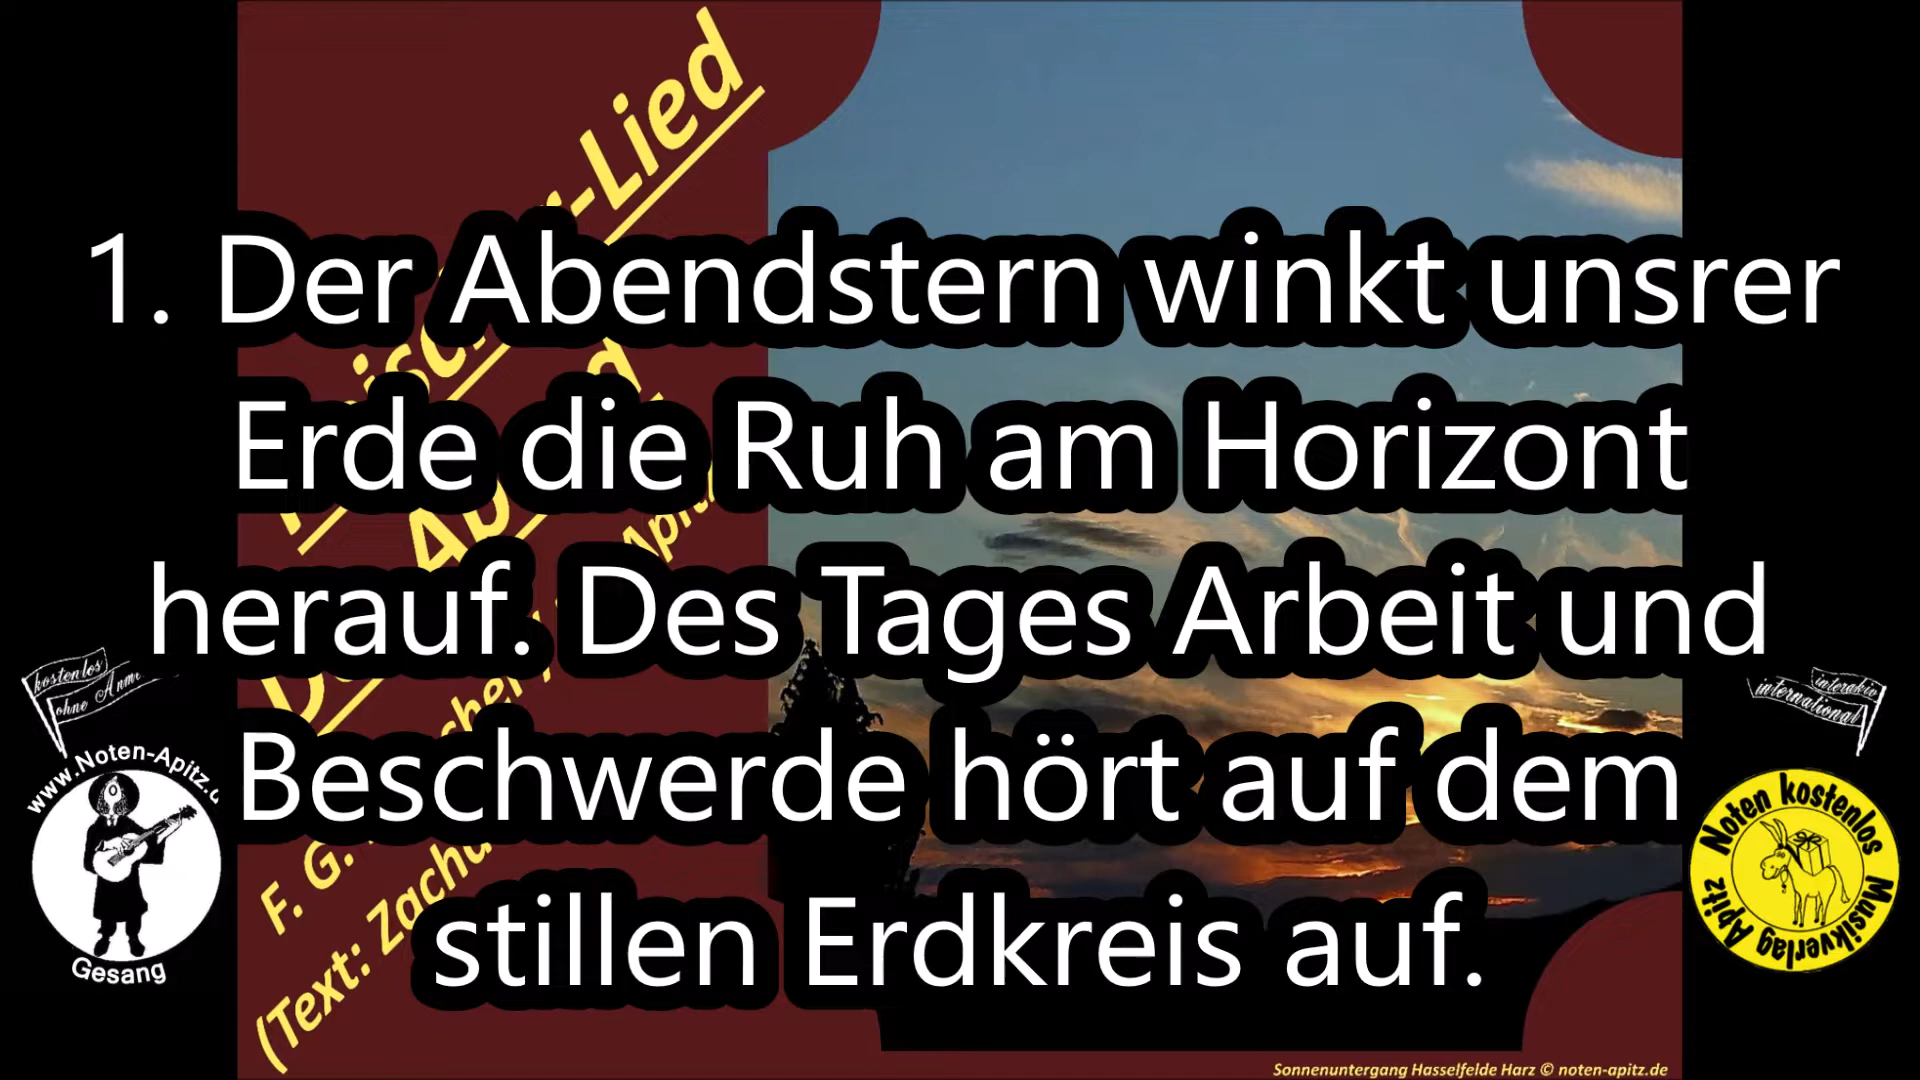 1. Der Abendstern winkt unsrer
Erde die Ruh am Horizont
herauf. Des Tages Arbeit und
Beschwerde hört auf dem
stillen Erdkreis auf.
-Lied
F. G.
(Text:
kostenlos
ohne
www.Noten-Apitz.
Gesang
interaktiv
international
Noten kostenlos
Musikverlag Apitz
Sonnenuntergang Hasselfelde Harz © noten-apitz.de